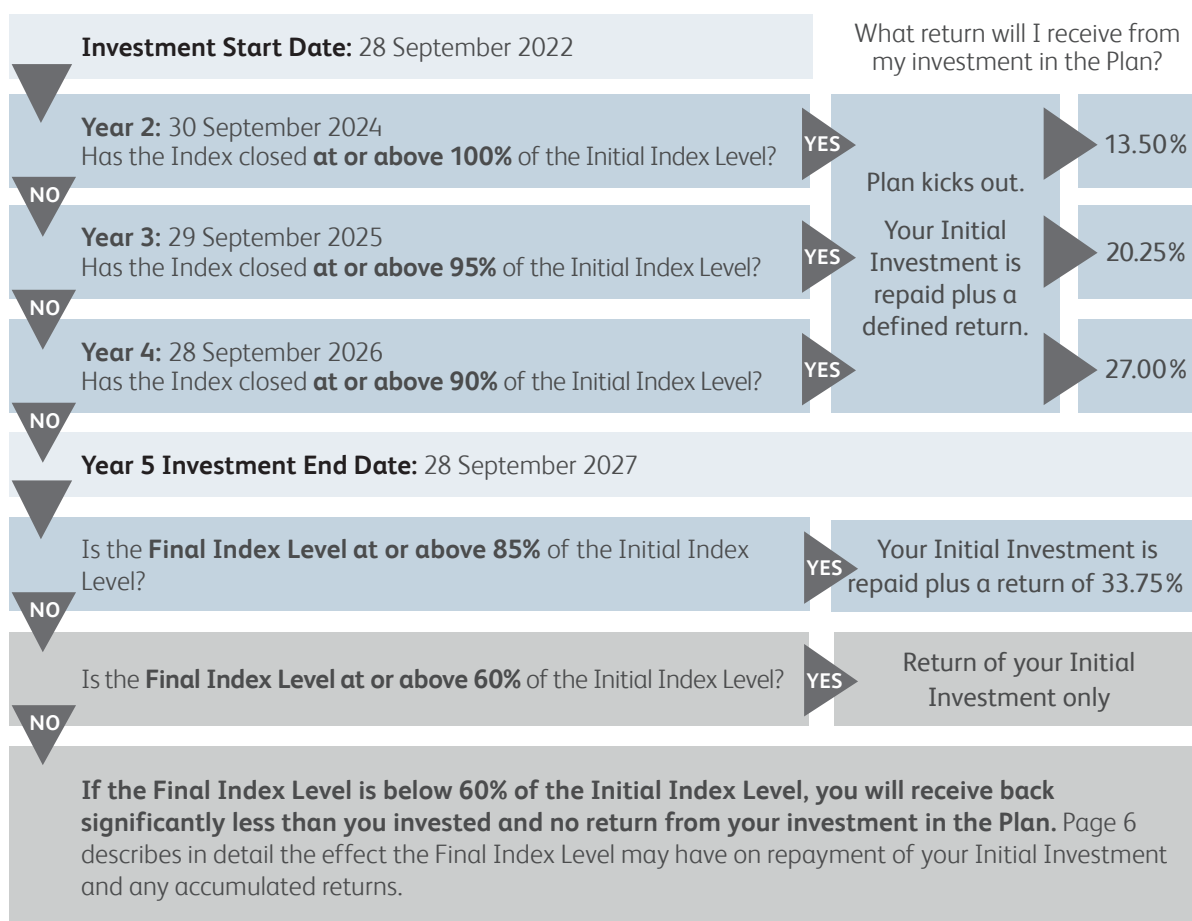 Investment Start Date: 28 September 2022
What return will I receive from
my investment in the Plan?
Year 2: 30 September 2024
Has the Index closed at or above 100% of the Initial Index Level?
YES
13.50%
NO
Plan kicks out.
Your Initial
Investment is
repaid plus a
defined return.
Year 3: 29 September 2025
Has the Index closed at or above 95% of the Initial Index Level?
YES
20.25%
NO
Year 4: 28 September 2026
Has the Index closed at or above 90% of the Initial Index Level?
YES
27.00%
NO
Year 5 Investment End Date: 28 September 2027
Is the Final Index Level at or above 85% of the Initial Index
Level?
YES
Your Initial Investment is
repaid plus a return of 33.75%
NO
Is the Final Index Level at or above 60% of the Initial Index Level?
YES
Return of your Initial
Investment only
NO
If the Final Index Level is below 60% of the Initial Index Level, you will receive back
significantly less than you invested and no return from your investment in the Plan. Page 6
describes in detail the effect the Final Index Level may have on repayment of your Initial Investment
and any accumulated returns.